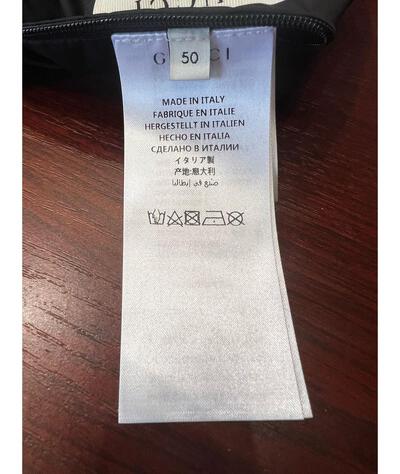 50
G CI
MADE IN ITALY
FABRIQUE EN ITALIE
HERGESTELLT IN ITALIEN
HECHO EN ITALIA
СДЕЛАНО В ИТАЛИИ
イタリア製
产地:意大利
صنع في إيطاليا